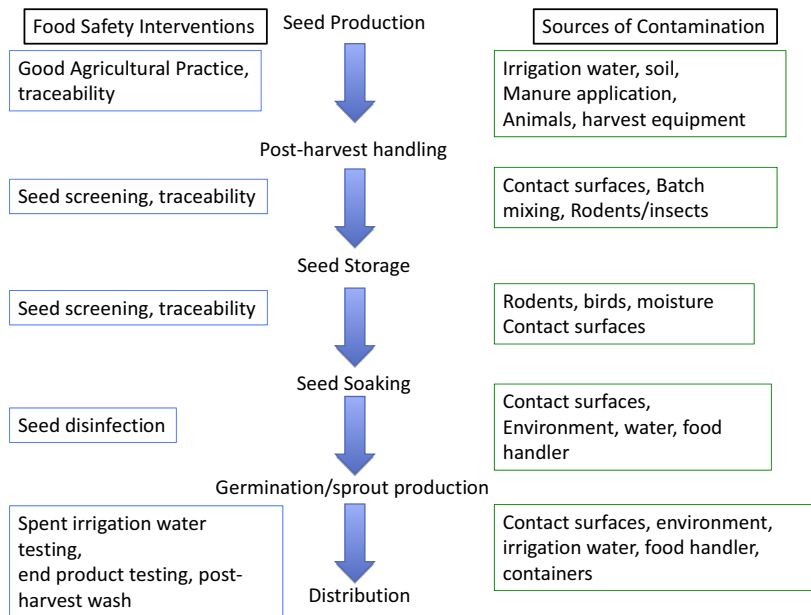 Food Safety Interventions
Seed Production
Sources of Contamination
Good Agricultural Practice,
traceability
Irrigation water, soil,
Manure application,
Animals, harvest equipment
Post-harvest handling
Seed screening, traceability
Contact surfaces, Batch
mixing, Rodents/insects
Seed Storage
Seed screening, traceability
Rodents, birds, moisture
Contact surfaces
Seed Soaking
Seed disinfection
Contact surfaces,
Environment, water, food
handler
Germination/sprout production
Spent irrigation water
testing,
end product testing, post-
harvest wash
Contact surfaces, environment,
irrigation water, food handler,
containers
Distribution